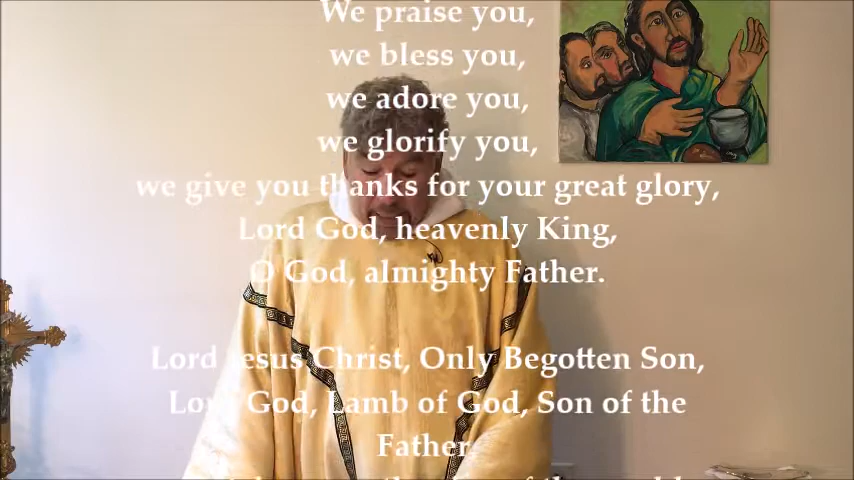 We praise you,
we bless you,
we adore you,
we glorify you,
we give you thanks for your great glory,
Lord God, heavenly King,
O God, almighty Father.
Lord Jesus Christ, Only Begotten Son,
Lord God, Lamb of God, Son of the
Father,